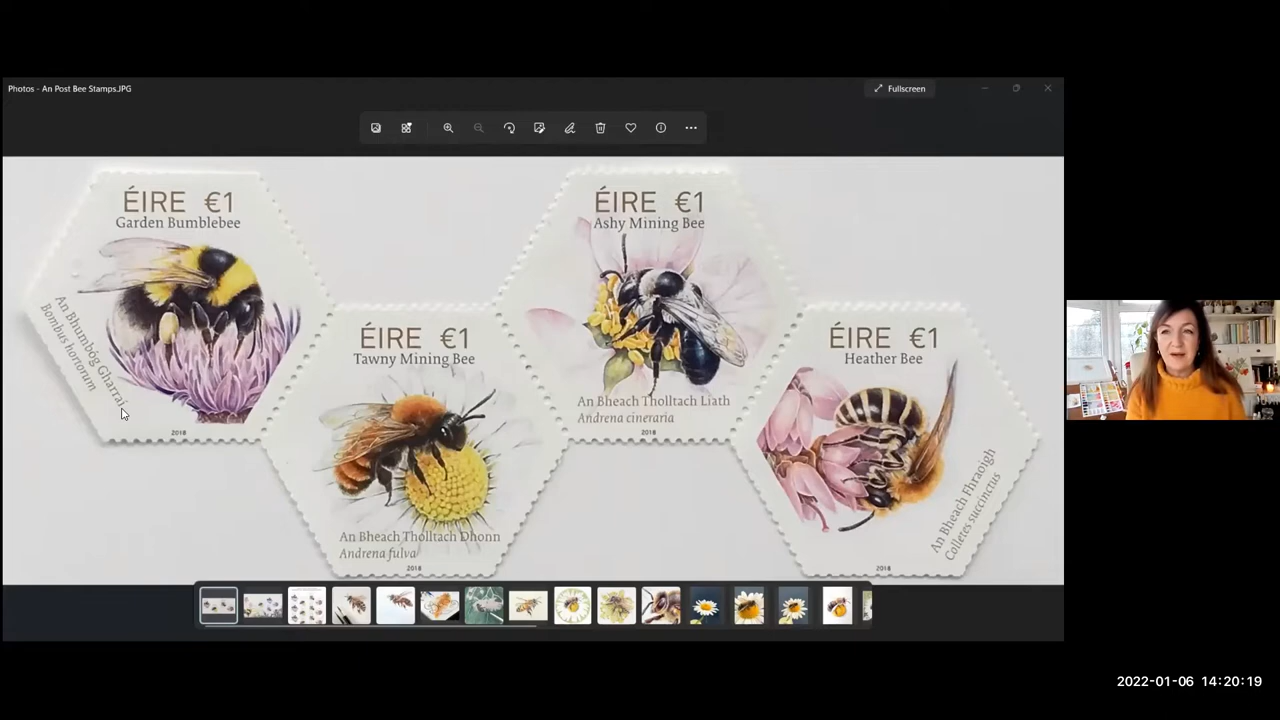 Photos - An Post Bee Stamps.JPG
Fullscreen
ÉIRE €1
Garden Bumblebee
An Bhumbóg Gharraí
Bombus hortorum
2018
ÉIRE €1
Tawny Mining Bee
An Bheach Tholltach Dhonn
Andrena fulva
2018
ÉIRE €1
Ashy Mining Bee
An Bheach Tholltach Liath
Andrena cineraria
2018
ÉIRE €1
Heather Bee
An Bheach Fhraoigh
Colletes succinctus
2018
2022-01-06 14:20:19